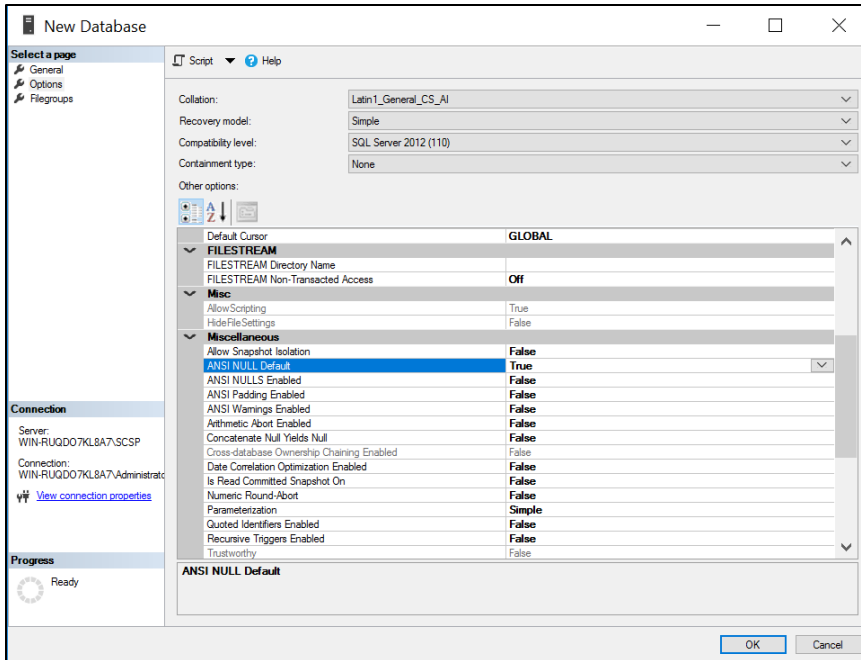 New Database
Select a page
General
Options
Filegroups
Script
Help
Collation:
Latin1_General_CS_AI
Recovery model:
Simple
Compatibility level:
SQL Server 2012 (110)
Containment type:
None
Other options:
Default Cursor GLOBAL
FILESTREAM
FILESTREAM Directory Name
FILESTREAM Non-Transacted Access Off
Misc
AllowScripting True
HideFileSettings False
Miscellaneous
Allow Snapshot Isolation False
ANSI NULL Default True
ANSI NULLS Enabled False
ANSI Padding Enabled False
ANSI Warnings Enabled False
Arithmetic Abort Enabled False
Concatenate Null Yields Null False
Cross-database Ownership Chaining Enabled False
Date Correlation Optimization Enabled False
Is Read Committed Snapshot On False
Numeric Round-Abort False
Parameterization Simple
Quoted Identifiers Enabled False
Recursive Triggers Enabled False
Trustworthy False
ANSI NULL Default
Connection
Server:
WIN-RUQDO7KL8A7\SCSP
Connection:
WIN-RUQDO7KL8A7\Administrato
View connection properties
Progress
Ready
OK
Cancel